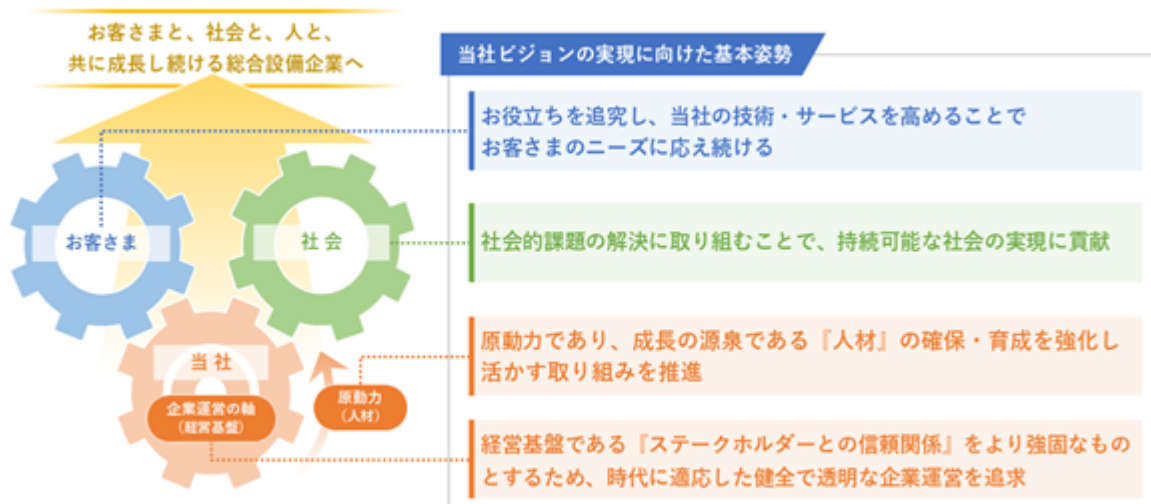 お客さまと、社会と、人と、
共に成長し続ける総合設備企業へ
お客さま
社会
当社
企業運営の軸
(経営基盤)
原動力
(人材)
当社ビジョンの実現に向けた基本姿勢
お役立ちを追究し、当社の技術・サービスを高めることで
お客さまのニーズに応え続ける
社会的課題の解決に取り組むことで、持続可能な社会の実現に貢献
原動力であり、成長の源泉である『人材』の確保・育成を強化し
活かす取り組みを推進
経営基盤である『ステークホルダーとの信頼関係』をより強固なもの
とするため、時代に適応した健全で透明な企業運営を追求